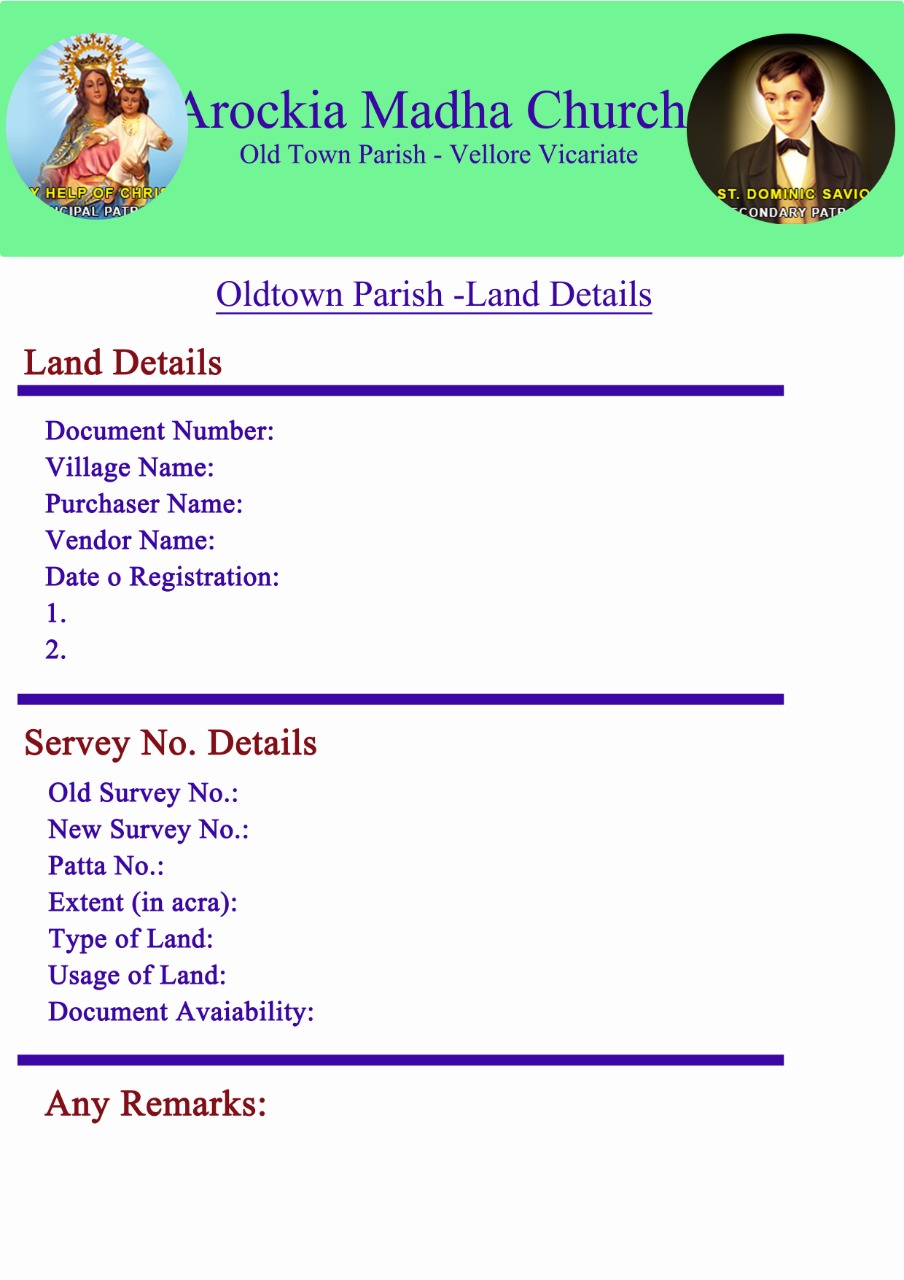 Arockia Madha Church
Old Town Parish - Vellore Vicariate
Y HELP OF CHRIS
CIPAL PATR
ST. DOMINIC SAVIO
CONDARY PATR
Oldtown Parish -Land Details
Land Details
Document Number:
Village Name:
Purchaser Name:
Vendor Name:
Date o Registration:
1.
2.
Servey No. Details
Old Survey No.:
New Survey No.:
Patta No.:
Extent (in acra):
Type of Land:
Usage of Land:
Document Avaiability:
Any Remarks: